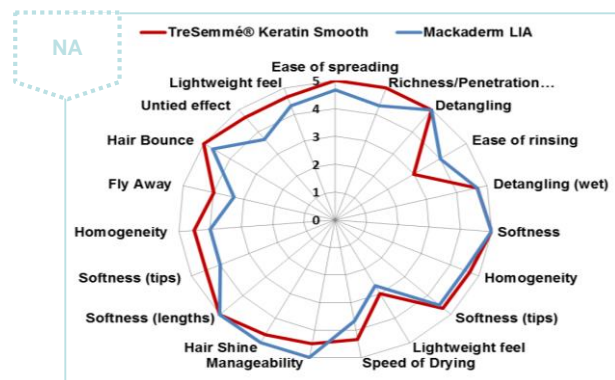 NA
TreSemmé® Keratin Smooth
Mackaderm LIA
Ease of spreading
Richness/Penetration…
Detangling
Ease of rinsing
Detangling (wet)
Softness
Homogeneity
Softness (tips)
Lightweight feel
Speed of Drying
Manageability
Hair Shine
Softness (lengths)
Softness (tips)
Homogeneity
Fly Away
Hair Bounce
Untied effect
Lightweight feel
5
4
3
2
1
0